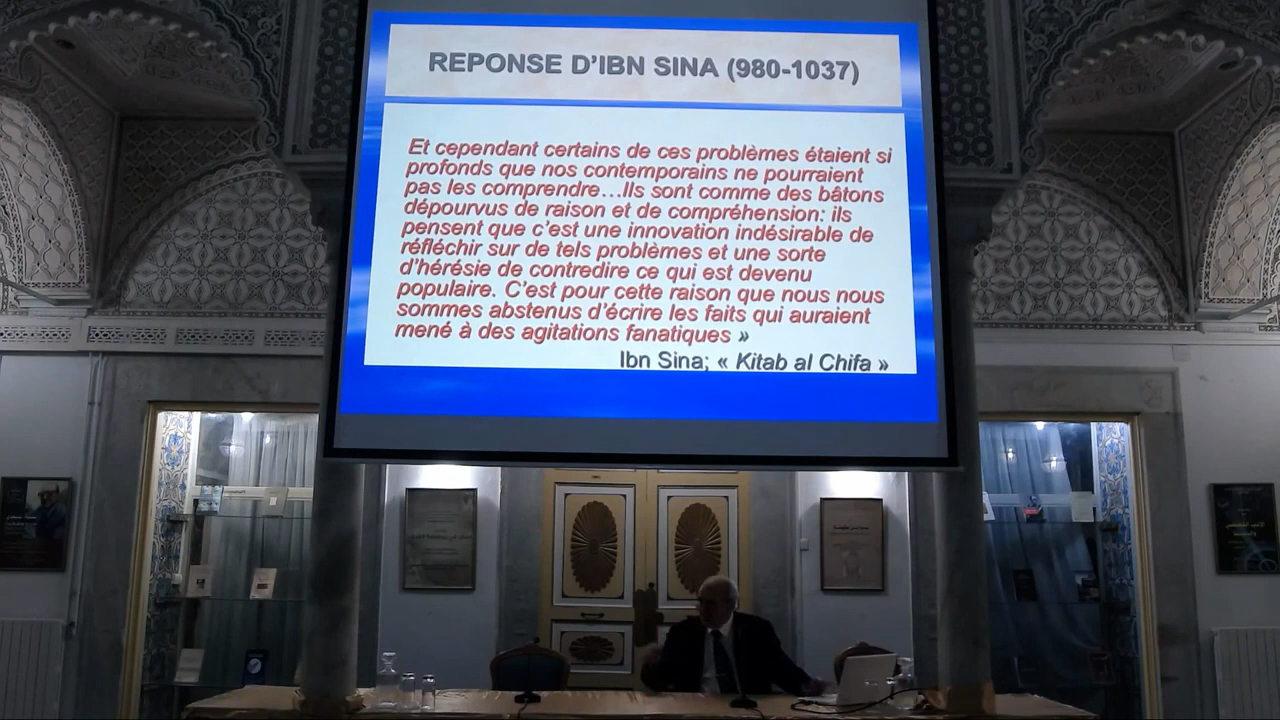 REPONSE D'IBN SINA (980-1037)
Et cependant certains de ces problèmes étaient si
profonds que nos contemporains ne pourraient
pas les comprendre…Ils sont comme des bâtons
dépourvus de raison et de compréhension: ils
pensent que c'est une innovation indésirable de
réfléchir sur de tels problèmes et une sorte
d'hérésie de contredire ce qui est devenu
populaire. C'est pour cette raison que nous nous
sommes abstenus d'écrire les faits qui auraient
mené à des agitations fanatiques »
Ibn Sina; « Kitab al Chifa »